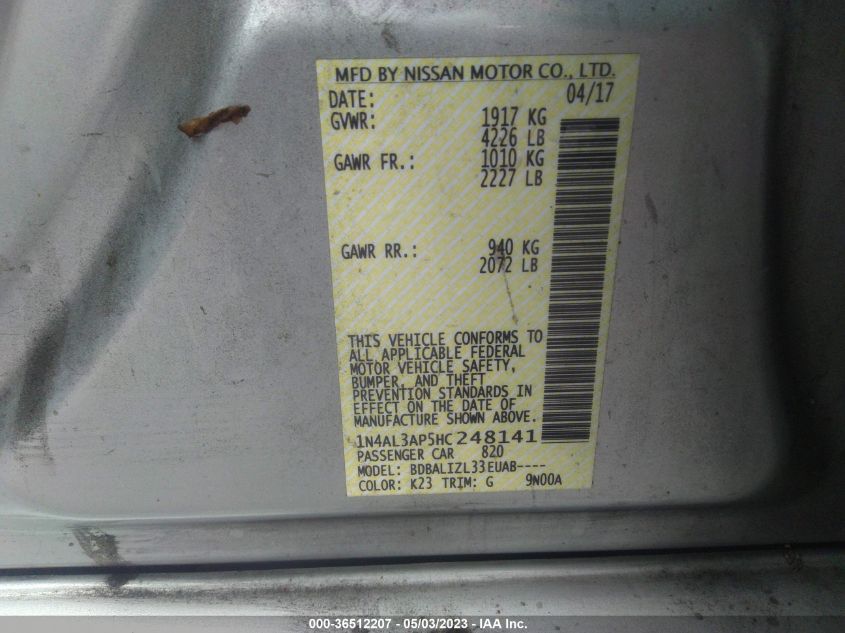 MFD BY NISSAN MOTOR CO., LTD.
DATE: 04/17
GVWR: 1917 KG
4226 LB
GAWR FR.: 1010 KG
2227 LB
GAWR RR.: 940 KG
2072 LB
THIS VEHICLE CONFORMS TO
ALL APPLICABLE FEDERAL
MOTOR VEHICLE SAFETY,
BUMPER, AND THEFT
PREVENTION STANDARDS IN
EFFECT ON THE DATE OF
MANUFACTURE SHOWN ABOVE.
1N4AL3AP5HC248141
PASSENGER CAR 820
MODEL: BDBALIZL33EUAB----
COLOR: K23 TRIM: G 9N00A
000-36512207 - 05/03/2023 - IAA Inc.